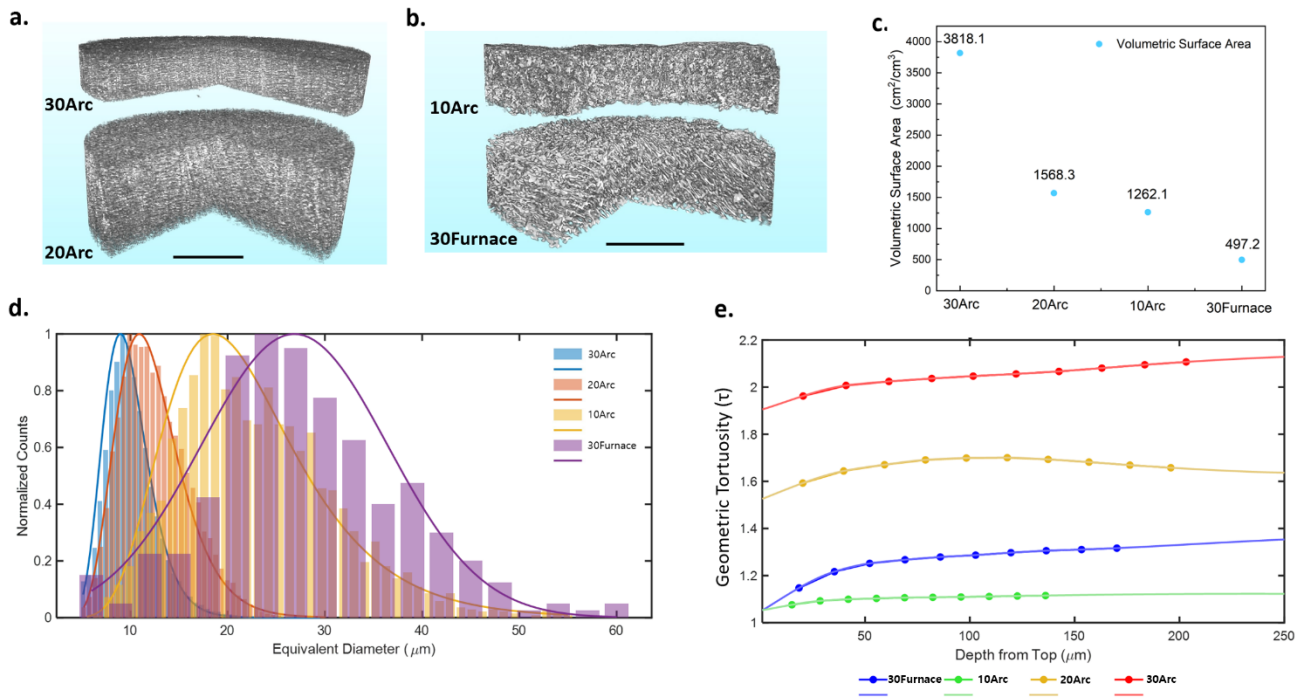 a.
30Arc
20Arc
b.
10Arc
30Furnace
c.
Volumetric Surface Area (cm²/cm³)
4000
3500
3000
2500
2000
1500
1000
500
0
3818.1
Volumetric Surface Area
1568.3
1262.1
497.2
30Arc 20Arc 10Arc 30Furnace
d.
Normalized Counts
1
0.8
0.6
0.4
0.2
0
30Arc
20Arc
10Arc
30Furnace
10 20 30 40 50 60
Equivalent Diameter ( μm)
e.
Geometric Tortuosity (τ)
2.2
2
1.8
1.6
1.4
1.2
1
50 100 150 200 250
Depth from Top (μm)
30Furnace 10Arc 20Arc 30Arc